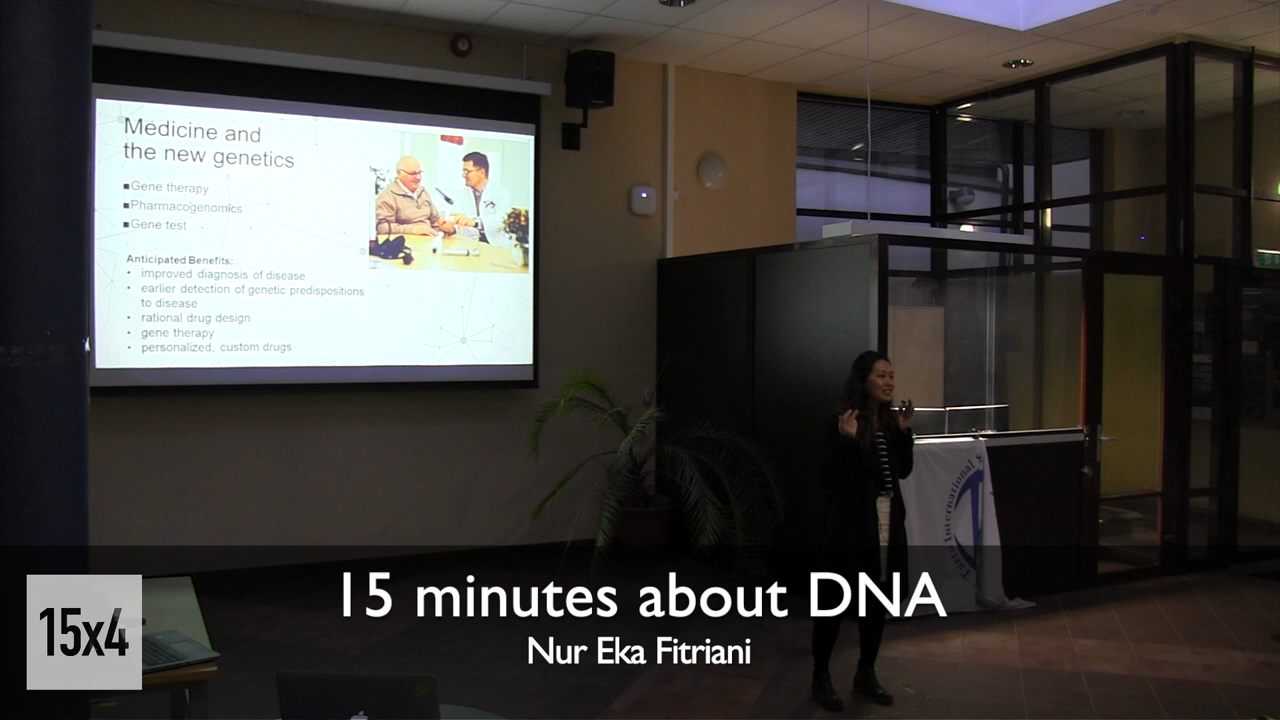 Medicine and
the new genetics
■Gene therapy
■Pharmacogenomics
■Gene test
Anticipated Benefits:
• improved diagnosis of disease
• earlier detection of genetic predispositions
to disease
• rational drug design
• gene therapy
• personalized, custom drugs
Tartu International
15 minutes about DNA
Nur Eka Fitriani
15x4